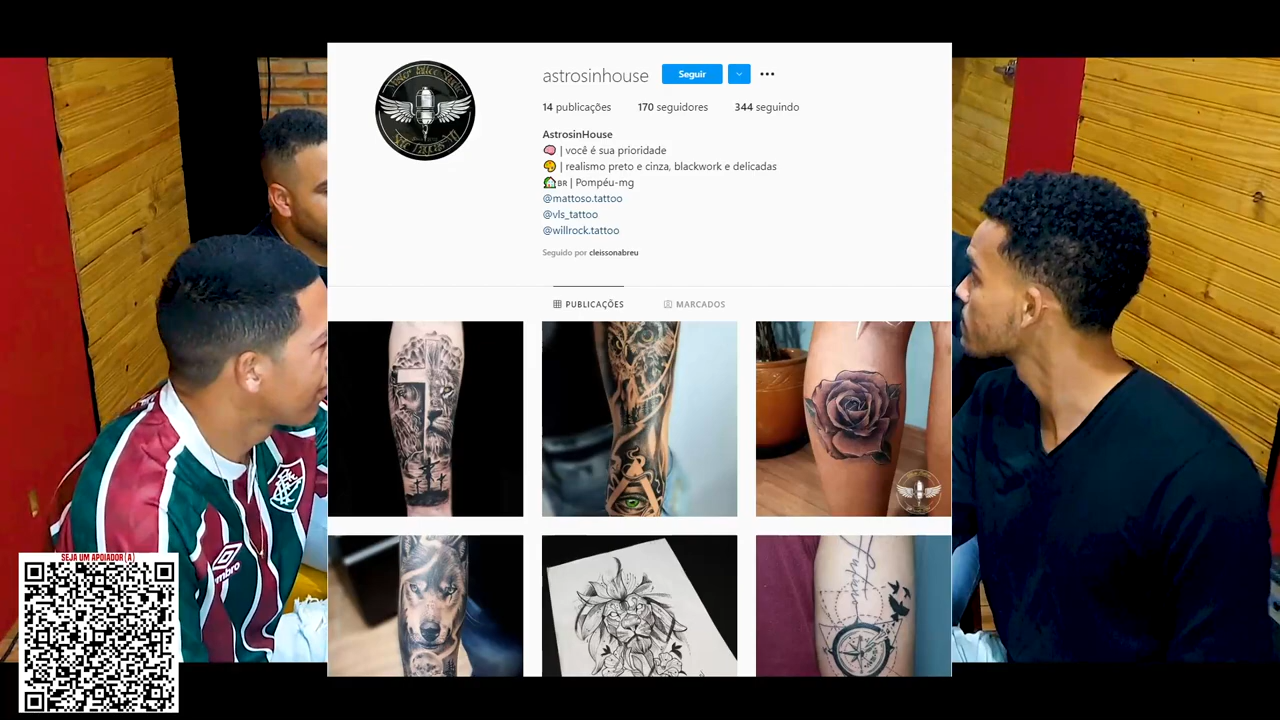 astrosinhouse Seguir
14 publicações 170 seguidores 344 seguindo
AstrosinHouse
🧠 | você é sua prioridade
| realismo preto e cinza, blackwork e delicadas
BR | Pompéu-mg
@mattoso.tattoo
@vls_tattoo
@willrock.tattoo
Seguido por cleissonabreu
PUBLICAÇÕES MARCADOS
SEJA UM APOIADOR(A)
umbro